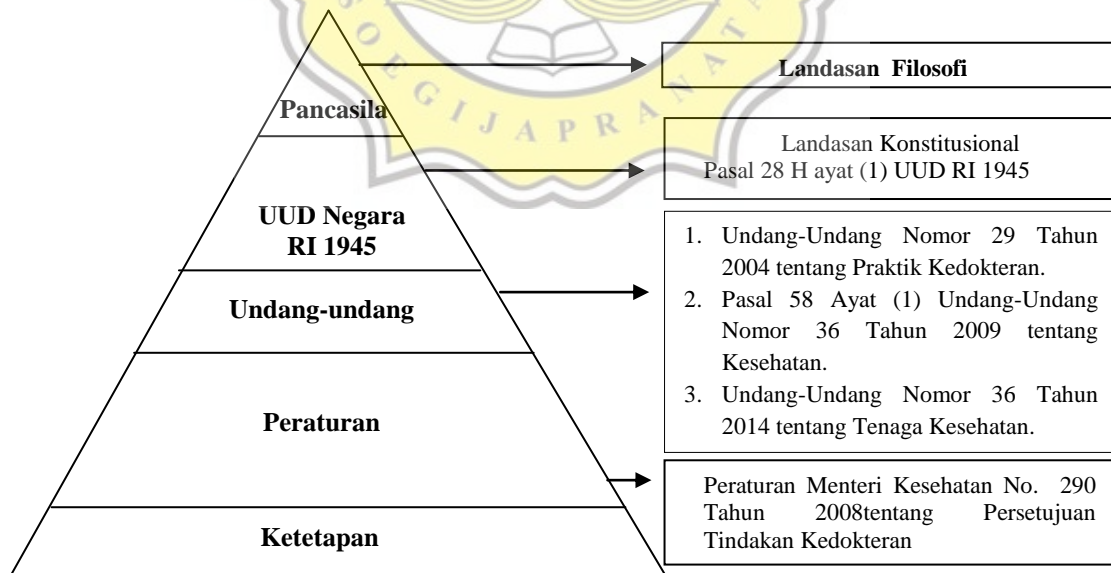 SOEGIJAPRANATA
Landasan Filosofi
Pancasila
Landasan Konstitusional
Pasal 28 H ayat (1) UUD RI 1945
UUD Negara
RI 1945
1. Undang-Undang Nomor 29 Tahun
2004 tentang Praktik Kedokteran.
2. Pasal 58 Ayat (1) Undang-Undang
Nomor 36 Tahun 2009 tentang
Kesehatan.
3. Undang-Undang Nomor 36 Tahun
2014 tentang Tenaga Kesehatan.
Undang-undang
Peraturan
Peraturan Menteri Kesehatan No. 290
Tahun 2008tentang Persetujuan
Tindakan Kedokteran
Ketetapan